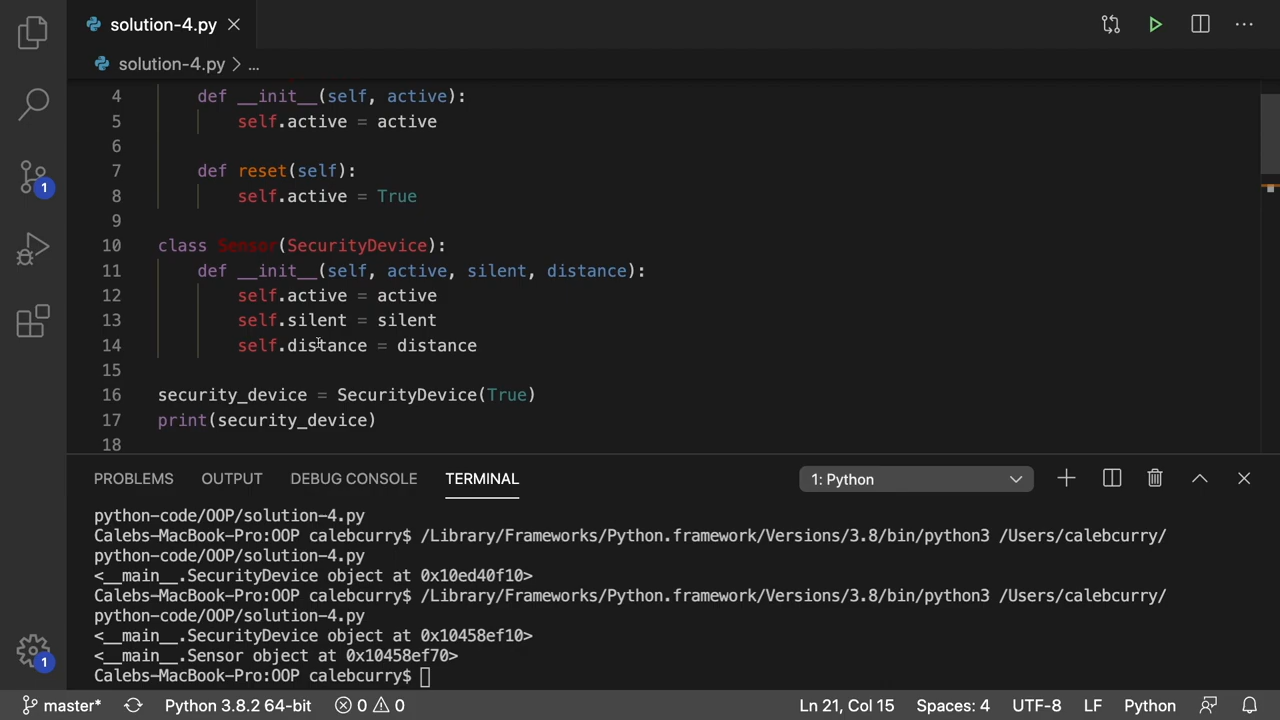 solution-4.py
solution-4.py > ...
4 def __init__(self, active):
5 self.active = active
6
7 def reset(self):
8 self.active = True
9
10 class Sensor(SecurityDevice):
11 def __init__(self, active, silent, distance):
12 self.active = active
13 self.silent = silent
14 self.distance = distance
15
16 security_device = SecurityDevice(True)
17 print(security_device)
18
1
PROBLEMS OUTPUT DEBUG CONSOLE TERMINAL 1: Python
python-code/OOP/solution-4.py
Calebs-MacBook-Pro:OOP calebcurry$ /Library/Frameworks/Python.framework/Versions/3.8/bin/python3 /Users/calebcurry/
python-code/OOP/solution-4.py
<__main__.SecurityDevice object at 0x10ed40f10>
Calebs-MacBook-Pro:OOP calebcurry$ /Library/Frameworks/Python.framework/Versions/3.8/bin/python3 /Users/calebcurry/
python-code/OOP/solution-4.py
<__main__.SecurityDevice object at 0x10458ef10>
<__main__.Sensor object at 0x10458ef70>
Calebs-MacBook-Pro:OOP calebcurry$
1
master* Python 3.8.2 64-bit 0 0 Ln 21, Col 15 Spaces: 4 UTF-8 LF Python